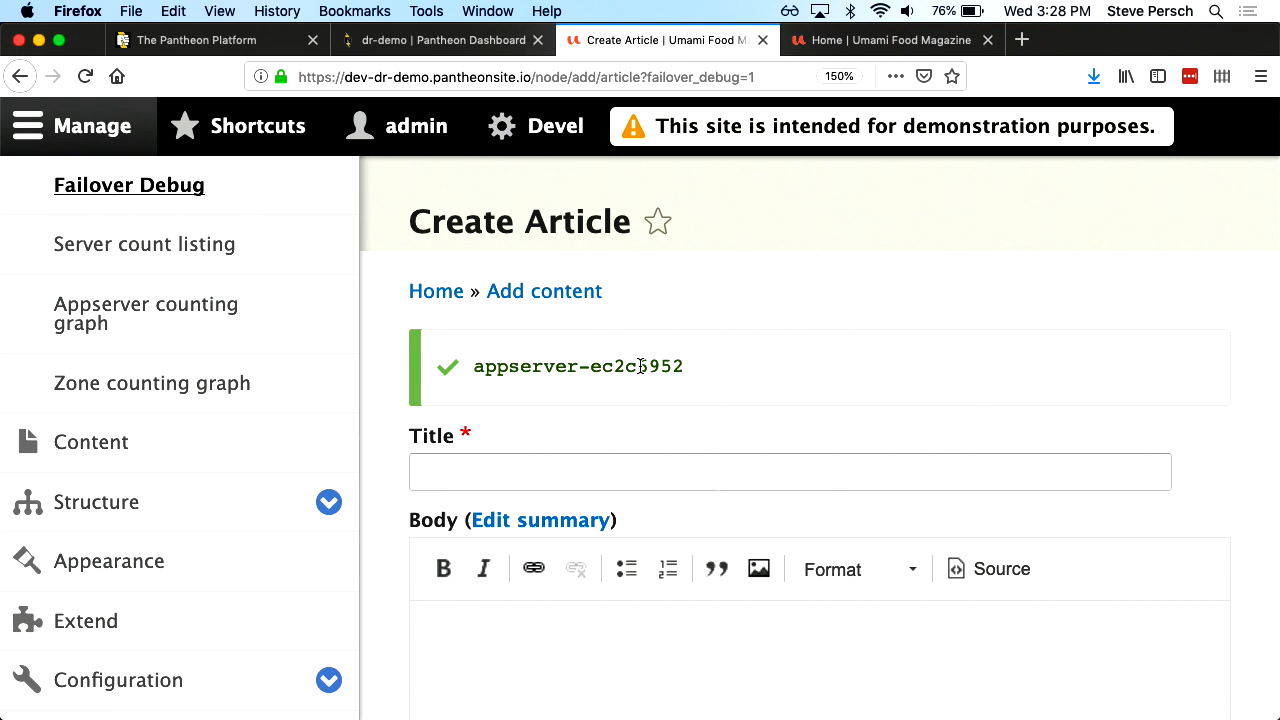 Firefox File Edit View History Bookmarks Tools Window Help 76% Wed 3:28 PM Steve Persch
The Pantheon Platform dr-demo | Pantheon Dashboard Create Article | Umami Food M Home | Umami Food Magazine
https://dev-dr-demo.pantheonsite.io/node/add/article?failover_debug=1 150%
Manage Shortcuts admin Devel This site is intended for demonstration purposes.
Failover Debug
Server count listing
Appserver counting
graph
Zone counting graph
Content
Structure
Appearance
Extend
Configuration
Create Article
Home » Add content
appserver-ec2c6952
Title *
Body (Edit summary)
B I Format Source